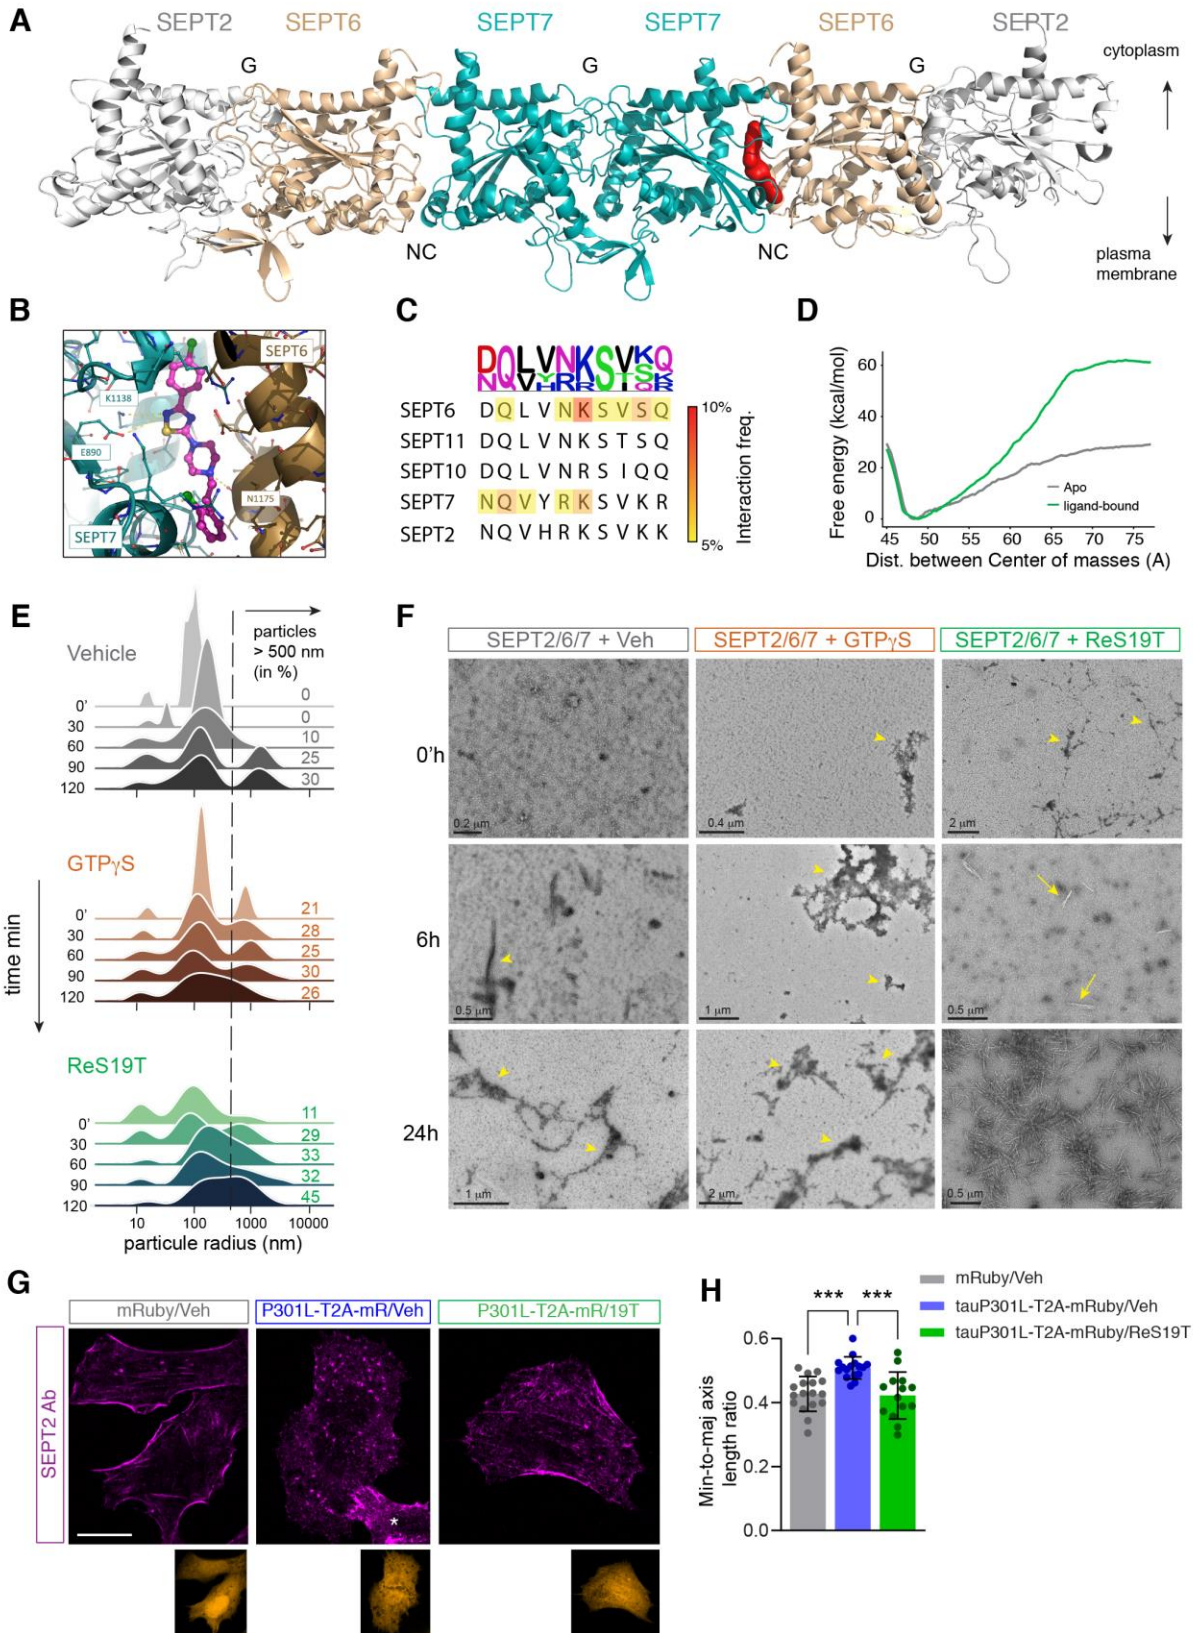 A
SEPT2 SEPT6 SEPT7 SEPT7 SEPT6 SEPT2
G G G
cytoplasm
NC NC
plasma
membrane
B
SEPT6
K1138
E890
N1175
SEPT7
C
SEPT6 D Q L V N K S V S Q
SEPT11 D Q L V N K S T S Q
SEPT10 D Q L V N R S I Q Q
SEPT7 N Q V Y R K S V K R
SEPT2 N Q V H R K S V K K
10%
5%
Interaction freq.
D
Free energy (kcal/mol)
60
40
20
0
Apo
ligand-bound
45 50 55 60 65 70 75
Dist. between Center of masses (A)
E
particles
> 500 nm
(in %)
Vehicle
0' 0
30 0
60 10
90 25
120 30
GTPγS
0' 21
30 28
60 25
90 30
120 26
time min
ReS19T
0' 11
30 29
60 33
90 32
120 45
10 100 1000 10000
particule radius (nm)
F
SEPT2/6/7 + Veh SEPT2/6/7 + GTPγS SEPT2/6/7 + ReS19T
0'h
0.2 µm 0.4 µm 2 µm
6h
0.5 µm 1 µm 0.5 µm
24h
1 µm 2 µm 0.5 µm
G
mRuby/Veh P301L-T2A-mR/Veh P301L-T2A-mR/19T
SEPT2 Ab
*
H
mRuby/Veh
tauP301L-T2A-mRuby/Veh
tauP301L-T2A-mRuby/ReS19T
*** ***
Min-to-maj axis
length ratio
0.6
0.4
0.2
0.0